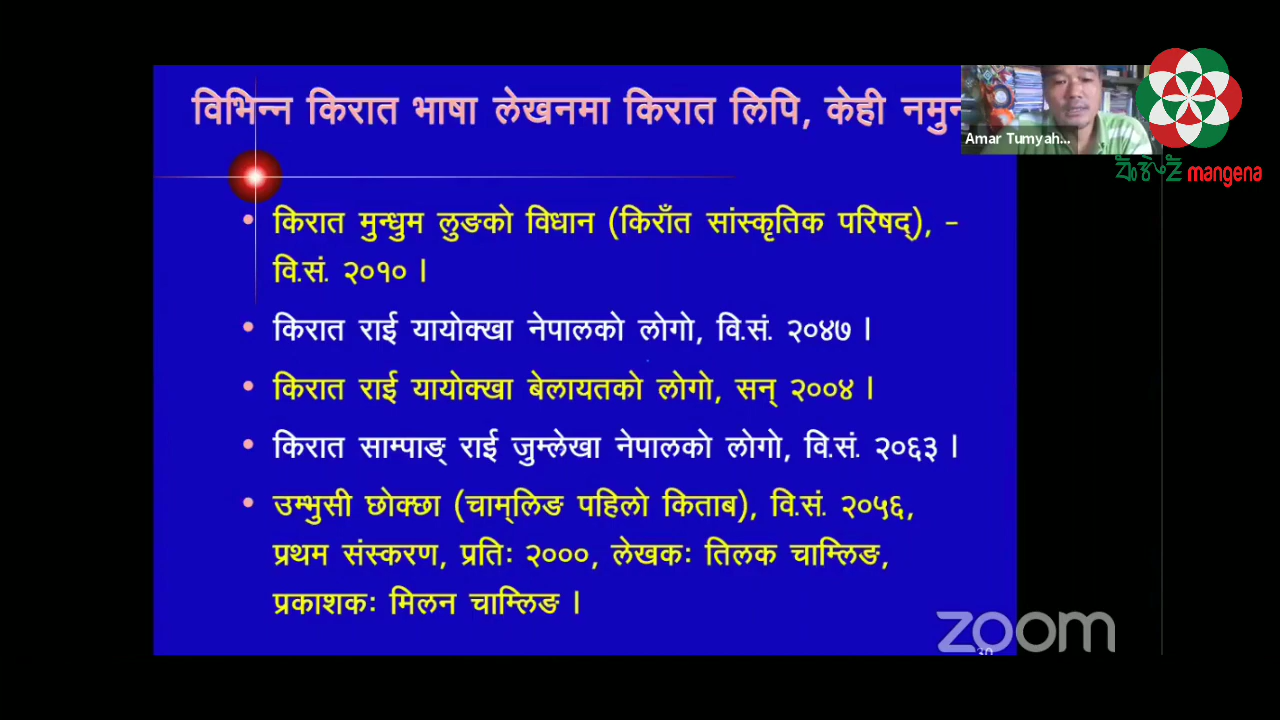 विभिन्न किरात भाषा लेखनमा किरात लिपि, केही
Amar Tumyah...
mangena
• किरात मुन्धुम लुङको विधान (किराँत सांस्कृतिक परिषद्), –
वि.सं. २०१० ।
• किरात राई यायोक्खा नेपालको लोगो, वि.सं. २०४७ ।
• किरात राई यायोक्खा बेलायतको लोगो, सन् २००४ ।
• किरात साम्पाङ् राई जुम्लेखा नेपालको लोगो, वि.सं. २०६३ ।
• उम्भुसी छोक्छा (चाम्‌लिङ पहिलो किताब), वि.सं. २०५६,
प्रथम संस्करण, प्रतिः २०००, लेखकः तिलक चाम्लिङ,
प्रकाशकः मिलन चाम्लिङ ।
zoom